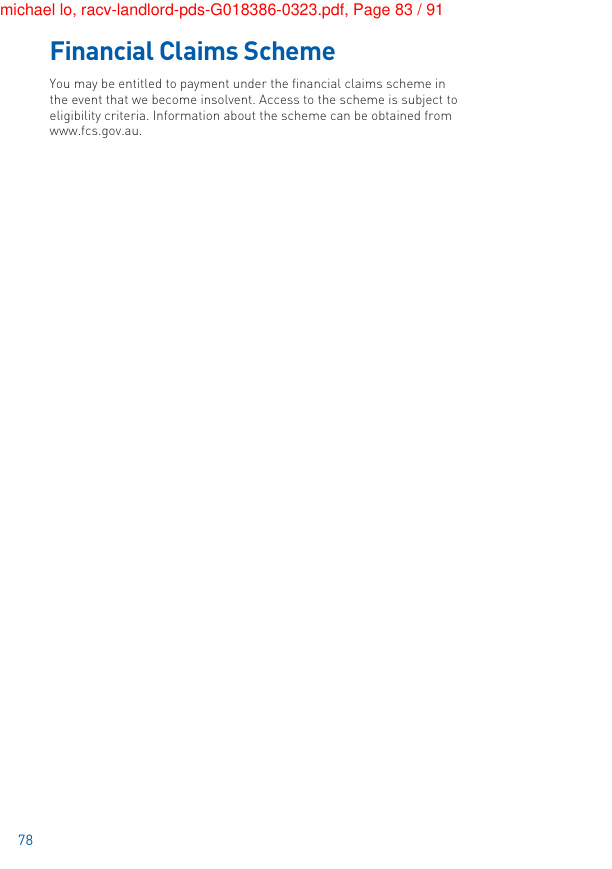 michael lo, racv-landlord-pds-G018386-0323.pdf, Page 83 / 91
Financial Claims Scheme
You may be entitled to payment under the financial claims scheme in
the event that we become insolvent. Access to the scheme is subject to
eligibility criteria. Information about the scheme can be obtained from
www.fcs.gov.au.
78